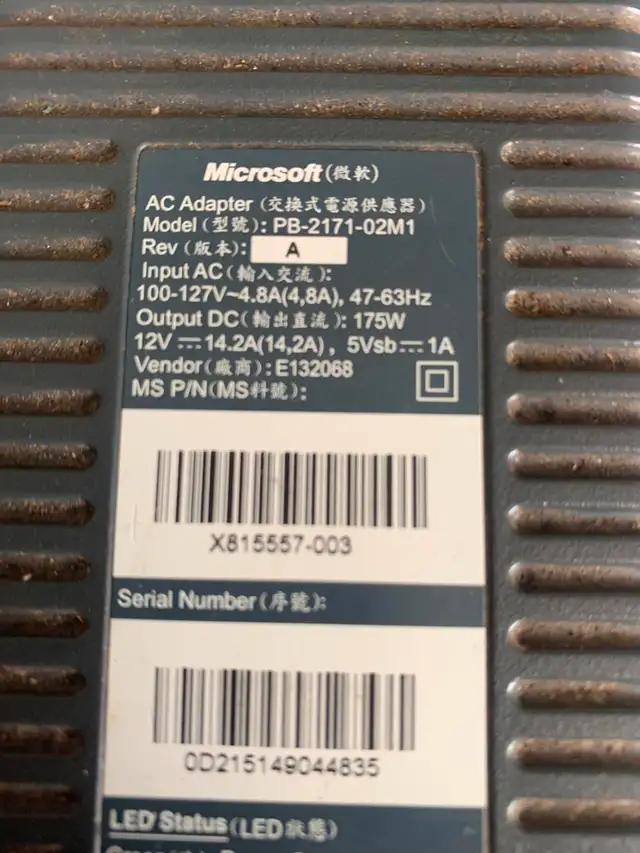 Microsoft(微軟)
AC Adapter (交換式電源供應器)
Model (型號): PB-2171-02M1
Rev (版本): A
Input AC(輸入交流):
100-127V~4.8A(4,8A), 47-63Hz
Output DC(輸出直流): 175W
12V ⎓ 14.2A(14,2A), 5Vsb ⎓ 1A
Vendor(廠商): E132068
MS P/N(MS料號):
X815557-003
Serial Number(序號):
0D215149044835
LED Status(LED狀態)